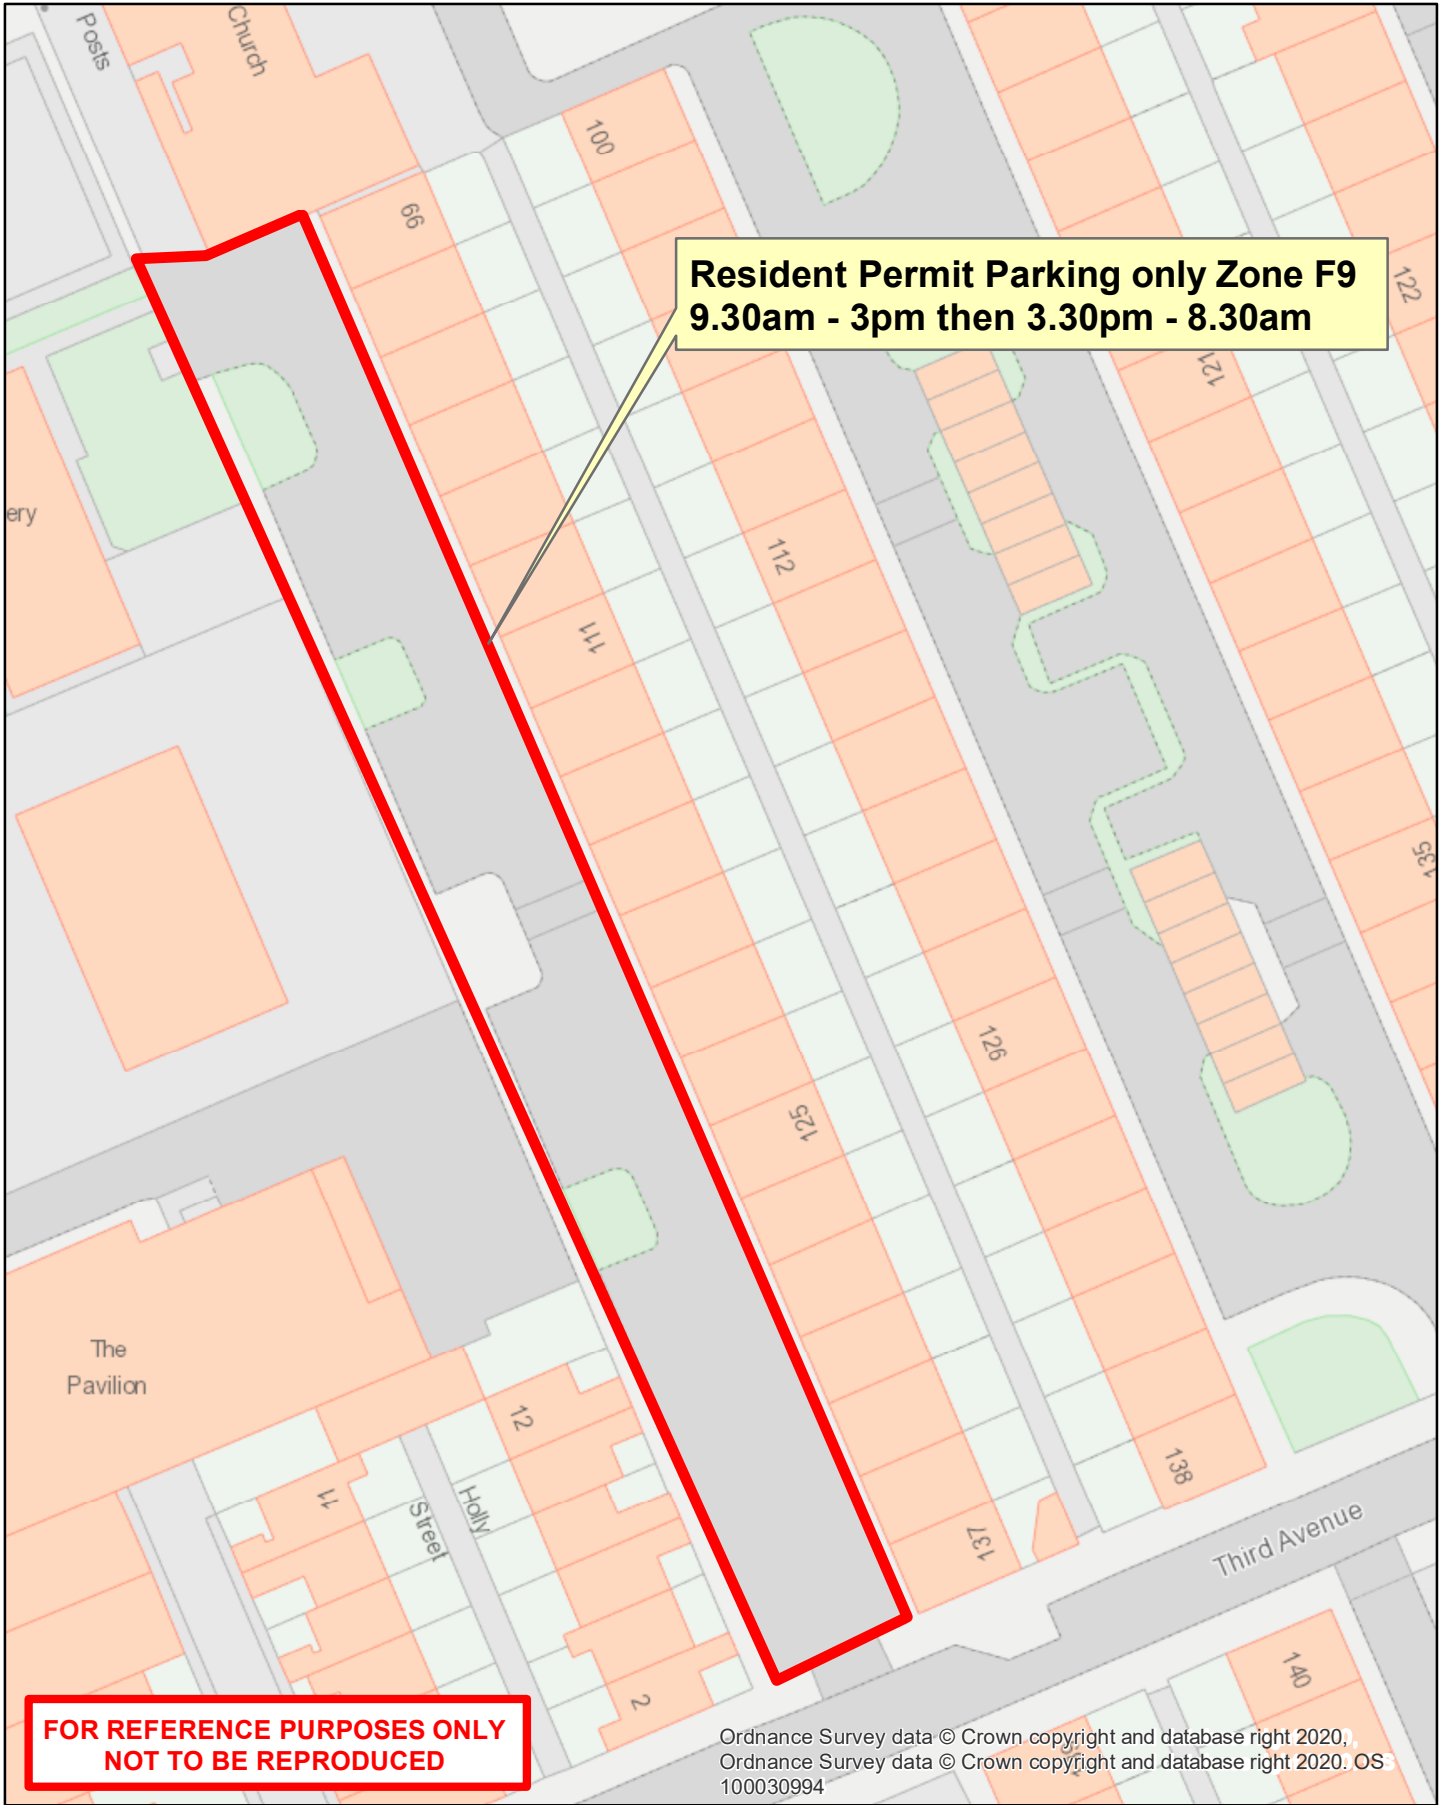 Posts
Church
100
66
Resident Permit Parking only Zone F9
9.30am - 3pm then 3.30pm - 8.30am
122
121
ery
112
111
135
126
125
The
Pavilion
12
11
Holly
Street
138
137
Third Avenue
2
140
FOR REFERENCE PURPOSES ONLY
NOT TO BE REPRODUCED
Ordnance Survey data © Crown copyright and database right 2020,
Ordnance Survey data © Crown copyright and database right 2020. OS
100030994